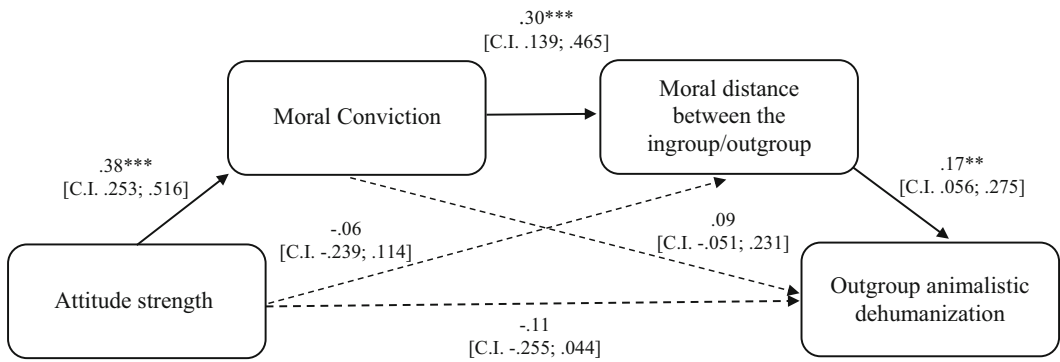 .30***
[C.I. .139; .465]
Moral Conviction
Moral distance
between the
ingroup/outgroup
.38***
[C.I. .253; .516]
.17**
[C.I. .056; .275]
-.06
[C.I. -.239; .114]
.09
[C.I. -.051; .231]
Attitude strength
Outgroup animalistic
dehumanization
-.11
[C.I. -.255; .044]